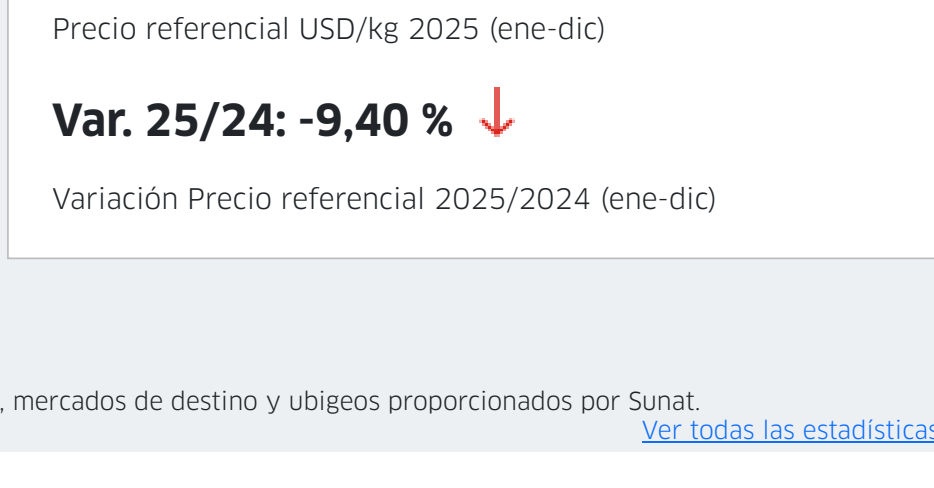 Precio referencial USD/kg 2025 (ene-dic)
Var. 25/24: -9,40 %
Variación Precio referencial 2025/2024 (ene-dic)
, mercados de destino y ubigeos proporcionados por Sunat.
Ver todas las estadísticas